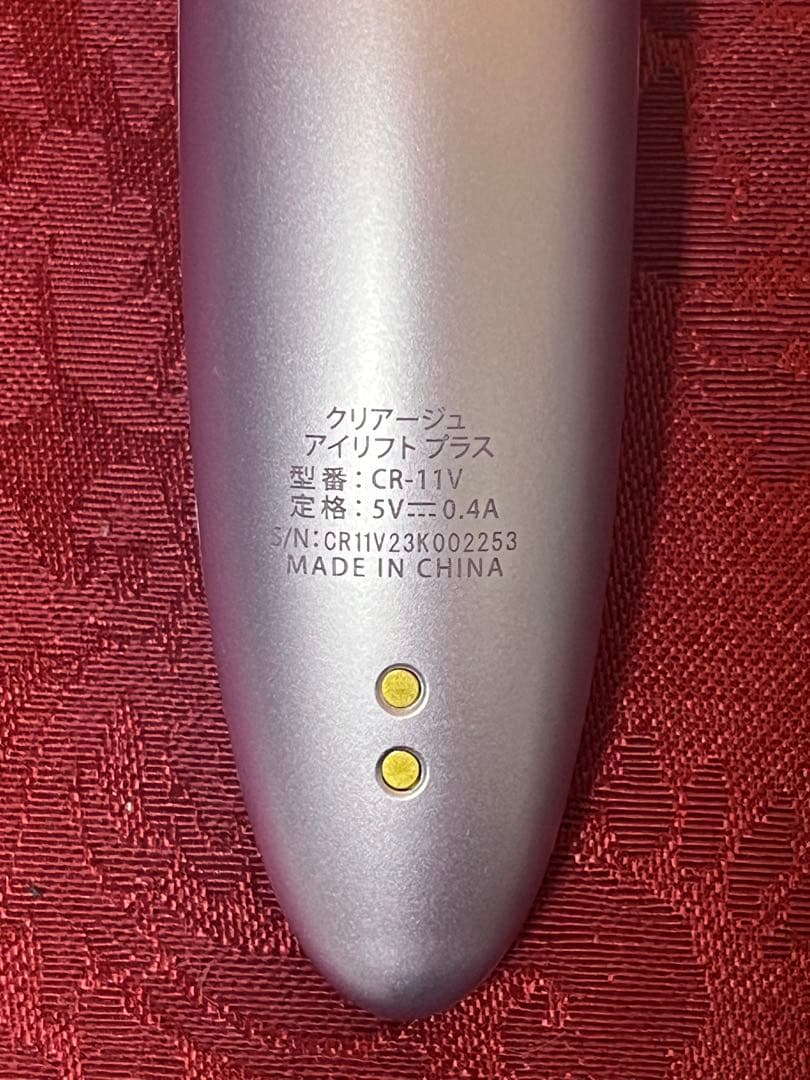 クリアージュ
アイリフト プラス
型番：CR-11V
定格：5V⎓0.4A
S/N:CR11V23K002253
MADE IN CHINA